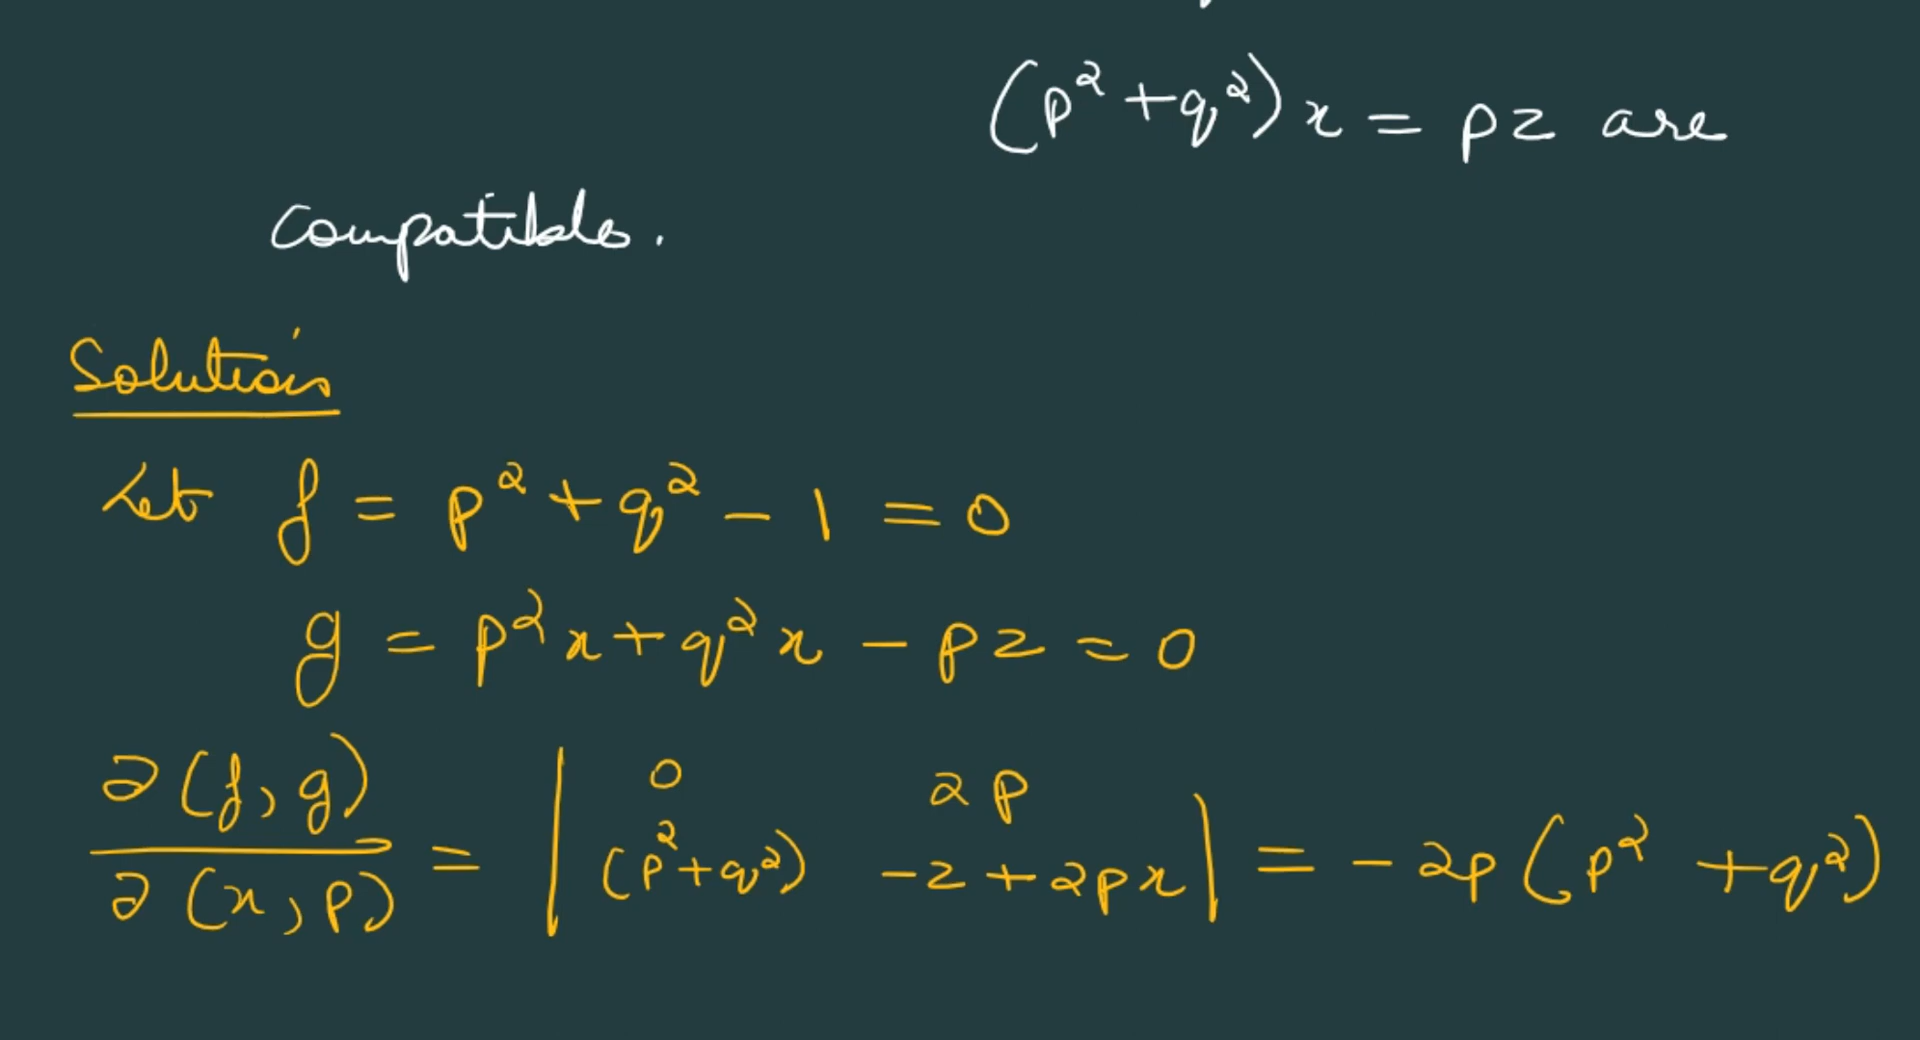 (p² + q²) x = pz are
compatible.
Solution
Let f = p² + q² - 1 = 0
g = p²x + q²x - pz = 0
∂(f, g) / ∂(x, p) = | 0 2p ; (p² + q²) -z + 2px | = -2p (p² + q²)